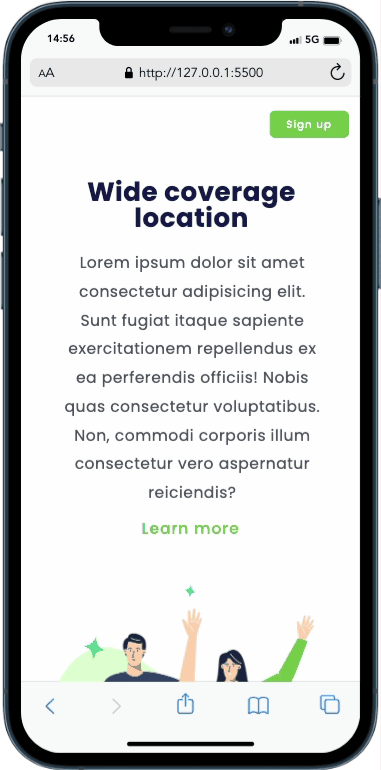 14:56
5G
AA
http://127.0.0.1:5500
Sign up
Wide coverage
location
Lorem ipsum dolor sit amet
consectetur adipisicing elit.
Sunt fugiat itaque sapiente
exercitationem repellendus ex
ea perferendis officiis! Nobis
quas consectetur voluptatibus.
Non, commodi corporis illum
consectetur vero aspernatur
reiciendis?
Learn more